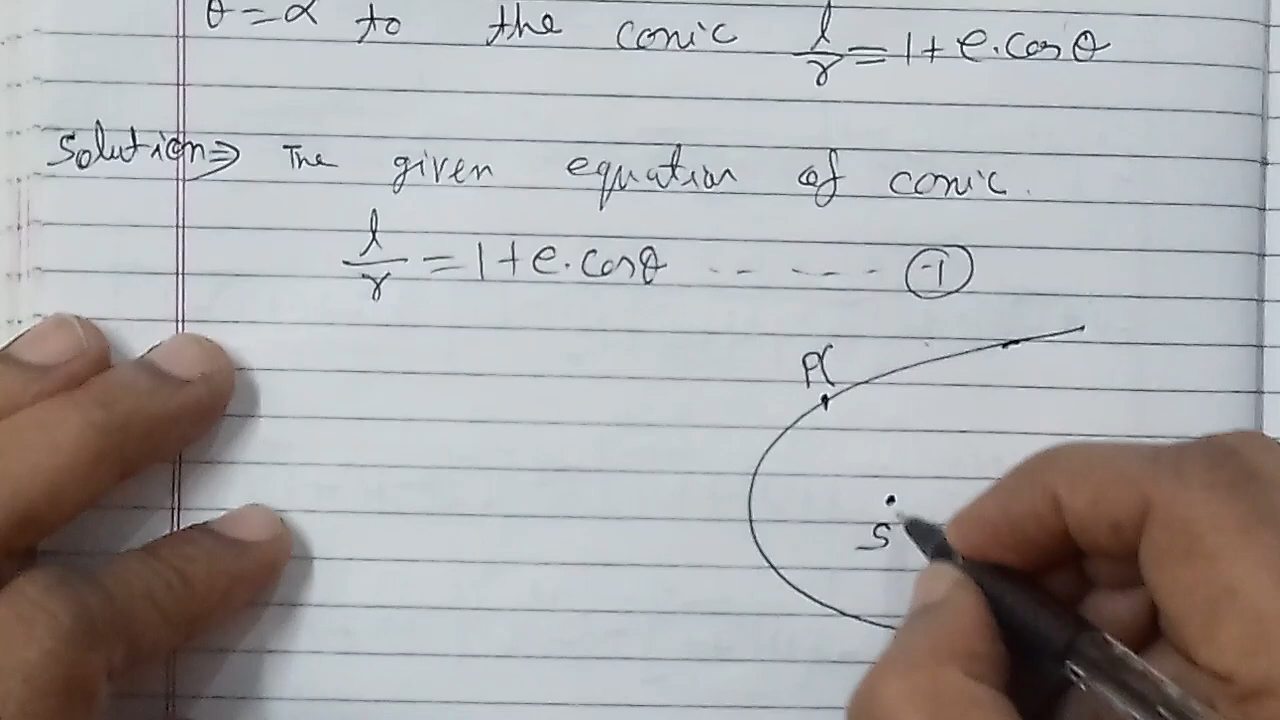 θ=α to the conic l/r=1+e.cosθ
Solution⇒ The given equation of conic.
l/r=1+e.cosθ ------ ①
P(
S